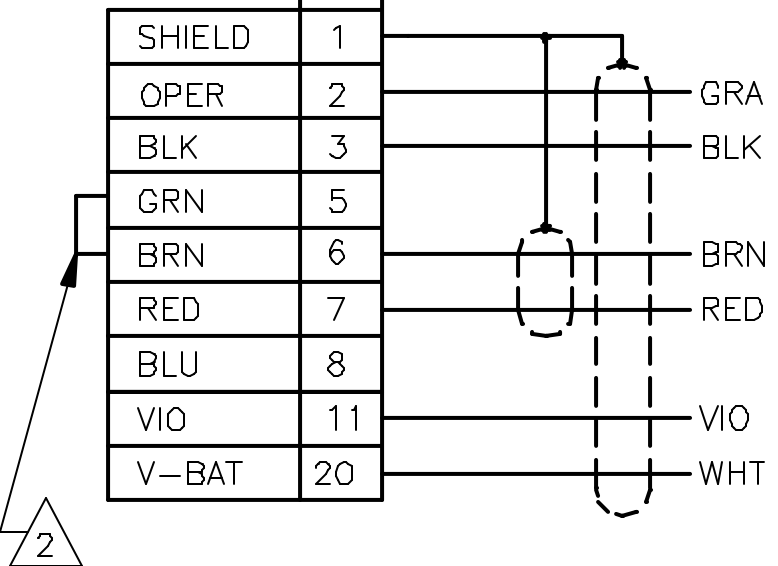 SHIELD 1
OPER 2 GRA
BLK 3 BLK
GRN 5
BRN 6 BRN
RED 7 RED
BLU 8
VIO 11 VIO
V-BAT 20 WHT
2